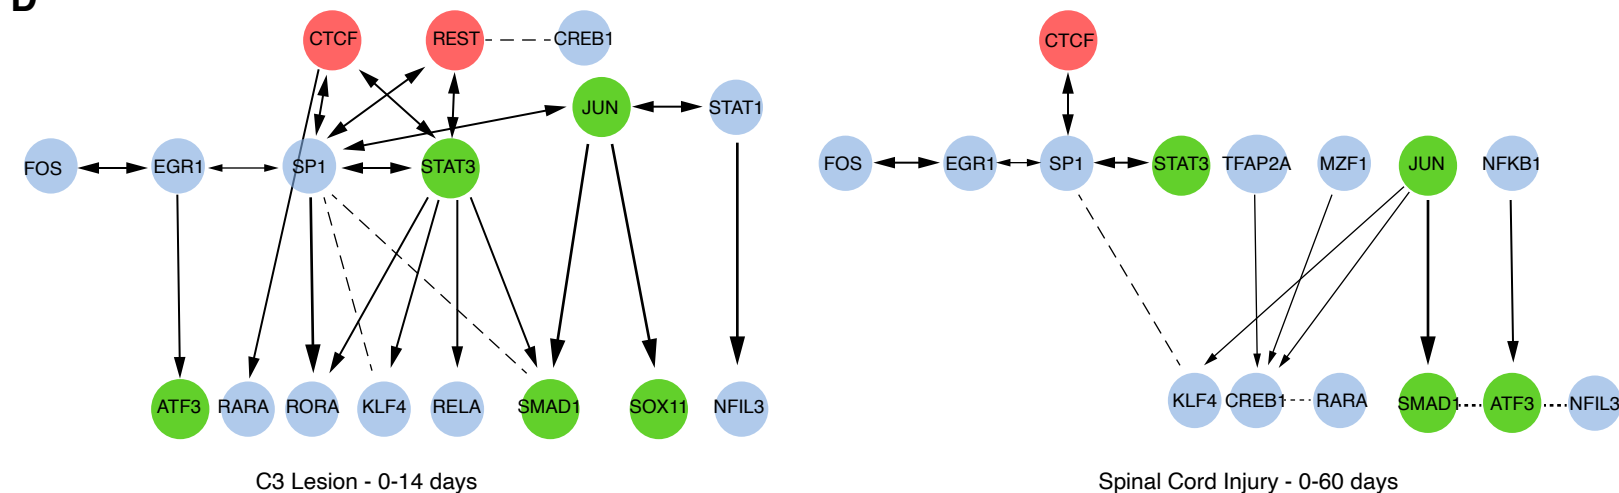 D
CTCF REST CREB1 CTCF
JUN STAT1
FOS EGR1 SP1 STAT3 FOS EGR1 SP1 STAT3 TFAP2A MZF1 JUN NFKB1
ATF3 RARA RORA KLF4 RELA SMAD1 SOX11 NFIL3 KLF4 CREB1 RARA SMAD1 ATF3 NFIL3
C3 Lesion - 0-14 days Spinal Cord Injury - 0-60 days